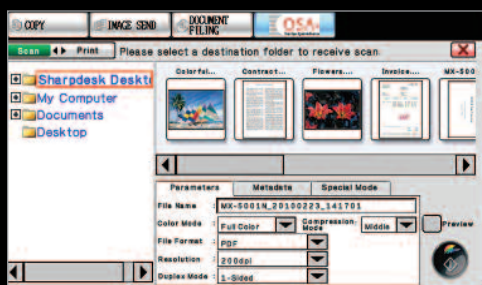 COPY
IMAGE SEND
DOCUMENT
FILING
OSA
Scan
Print
Please select a destination folder to receive scan
Sharpdesk Deskt
My Computer
Documents
Desktop
Colorful...
Contract...
Flowers....
Invoice....
MX-500
Parameters
Metadata
Special Mode
File Name : MX-5001N_20100223_141701
Color Mode : Full Color
Compression
Mode
Middle
Preview
File Format : PDF
Resolution : 200dpi
Duplex Mode : 1-Sided